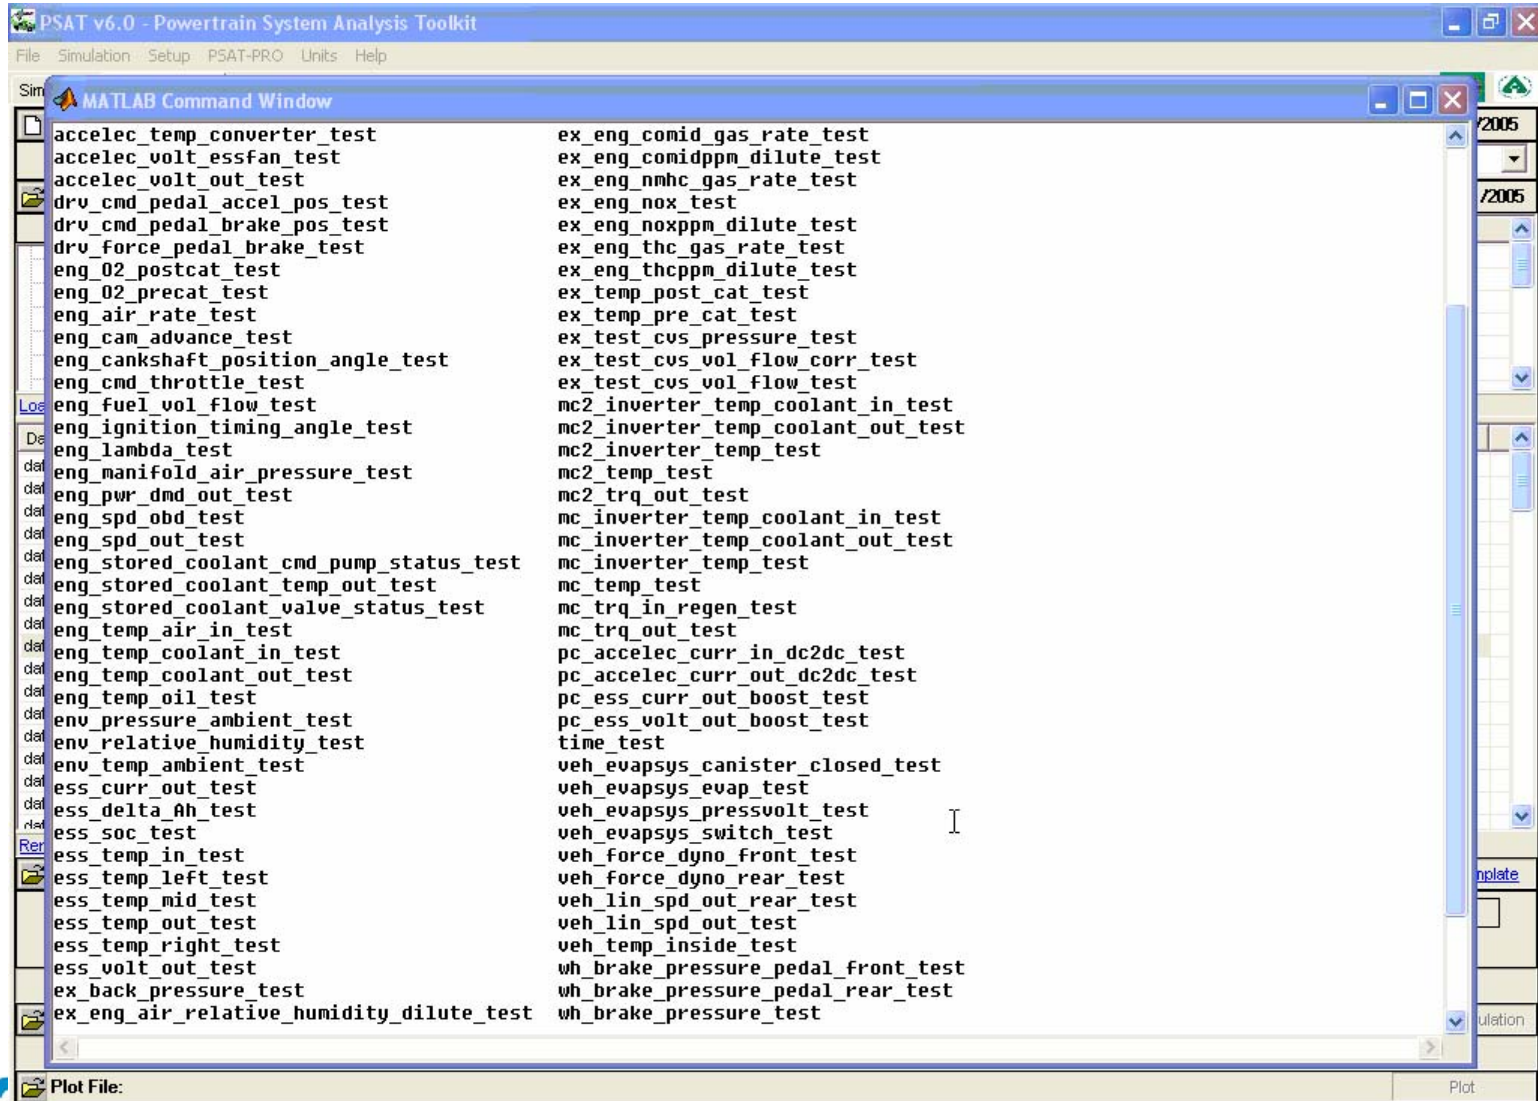 PSAT v6.0 - Powertrain System Analysis Toolkit
File Simulation Setup PSAT-PRO Units Help
Sim
MATLAB Command Window
/2005
/2005
accelec_temp_converter_test ex_eng_comid_gas_rate_test
accelec_volt_essfan_test ex_eng_comidppm_dilute_test
accelec_volt_out_test ex_eng_nmhc_gas_rate_test
drv_cmd_pedal_accel_pos_test ex_eng_nox_test
drv_cmd_pedal_brake_pos_test ex_eng_noxppm_dilute_test
drv_force_pedal_brake_test ex_eng_thc_gas_rate_test
eng_O2_postcat_test ex_eng_thcppm_dilute_test
eng_O2_precat_test ex_temp_post_cat_test
eng_air_rate_test ex_temp_pre_cat_test
eng_cam_advance_test ex_test_cvs_pressure_test
eng_cankshaft_position_angle_test ex_test_cvs_vol_flow_corr_test
eng_cmd_throttle_test ex_test_cvs_vol_flow_test
eng_fuel_vol_flow_test mc2_inverter_temp_coolant_in_test
eng_ignition_timing_angle_test mc2_inverter_temp_coolant_out_test
eng_lambda_test mc2_inverter_temp_test
eng_manifold_air_pressure_test mc2_temp_test
eng_pwr_dmd_out_test mc2_trq_out_test
eng_spd_obd_test mc_inverter_temp_coolant_in_test
eng_spd_out_test mc_inverter_temp_coolant_out_test
eng_stored_coolant_cmd_pump_status_test mc_inverter_temp_test
eng_stored_coolant_temp_out_test mc_temp_test
eng_stored_coolant_valve_status_test mc_trq_in_regen_test
eng_temp_air_in_test mc_trq_out_test
eng_temp_coolant_in_test pc_accelec_curr_in_dc2dc_test
eng_temp_coolant_out_test pc_accelec_curr_out_dc2dc_test
eng_temp_oil_test pc_ess_curr_out_boost_test
env_pressure_ambient_test pc_ess_volt_out_boost_test
env_relative_humidity_test time_test
env_temp_ambient_test veh_evapsys_canister_closed_test
ess_curr_out_test veh_evapsys_evap_test
ess_delta_Ah_test veh_evapsys_pressvolt_test
ess_soc_test veh_evapsys_switch_test
ess_temp_in_test veh_force_dyno_front_test
ess_temp_left_test veh_force_dyno_rear_test
ess_temp_mid_test veh_lin_spd_out_rear_test
ess_temp_out_test veh_lin_spd_out_test
ess_temp_right_test veh_temp_inside_test
ess_volt_out_test wh_brake_pressure_pedal_front_test
ex_back_pressure_test wh_brake_pressure_pedal_rear_test
ex_eng_air_relative_humidity_dilute_test wh_brake_pressure_test
Plot File: Plot